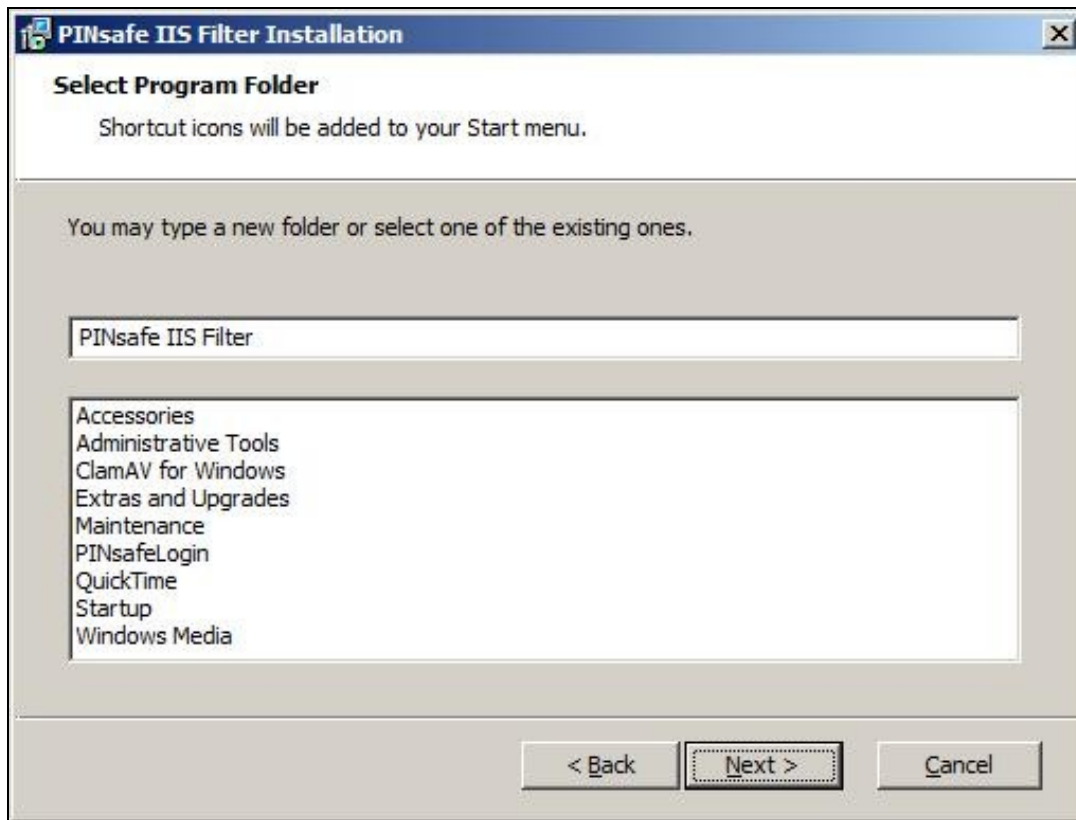 PINsafe IIS Filter Installation
Select Program Folder
Shortcut icons will be added to your Start menu.
You may type a new folder or select one of the existing ones.
PINsafe IIS Filter
Accessories
Administrative Tools
ClamAV for Windows
Extras and Upgrades
Maintenance
PINsafeLogin
QuickTime
Startup
Windows Media
< Back Next > Cancel